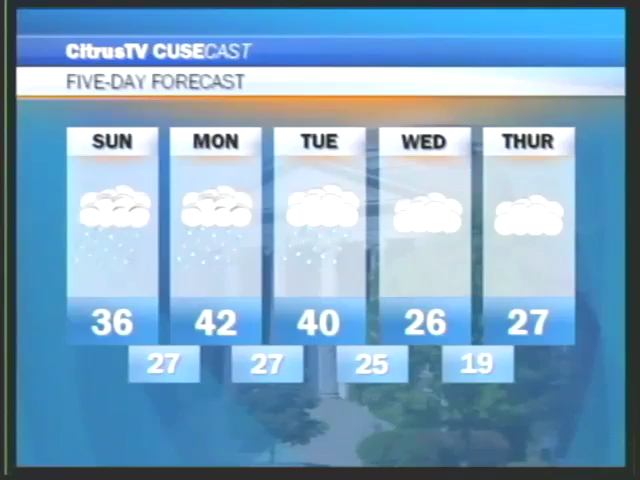 CitrusTV CUSECAST
FIVE-DAY FORECAST
SUN MON TUE WED THUR
36 42 40 26 27
27 27 25 19